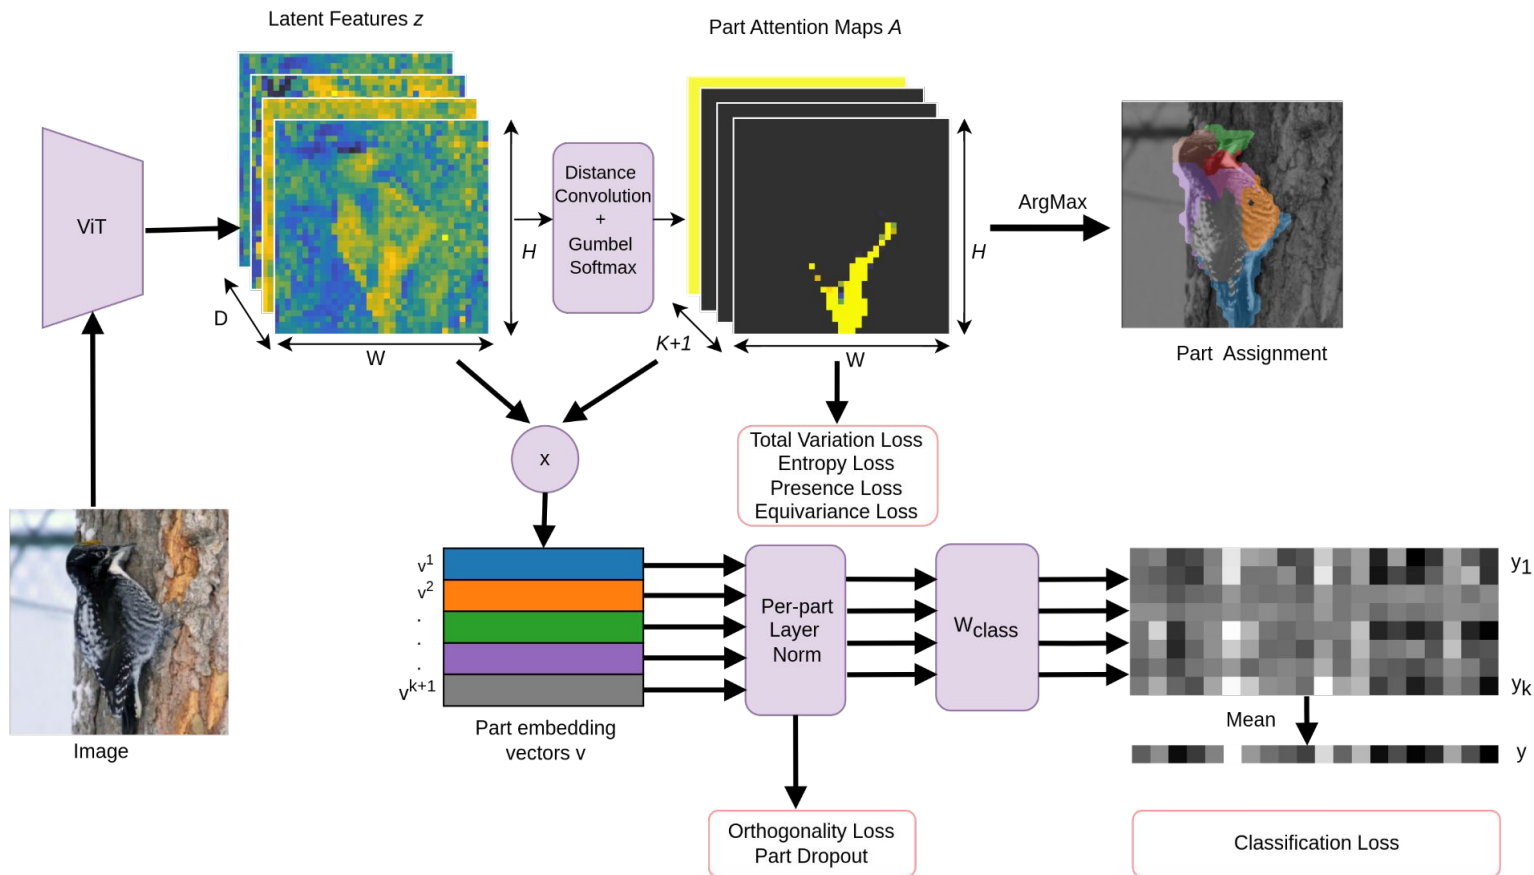 Latent Features z
Part Attention Maps A
ViT
Distance
Convolution
+
Gumbel
Softmax
H
D
W
K+1
W
H
ArgMax
Part Assignment
x
Total Variation Loss
Entropy Loss
Presence Loss
Equivariance Loss
Image
v1
v2
.
.
.
vk+1
Part embedding
vectors v
Per-part
Layer
Norm
Wclass
y1
yk
Mean
y
Orthogonality Loss
Part Dropout
Classification Loss